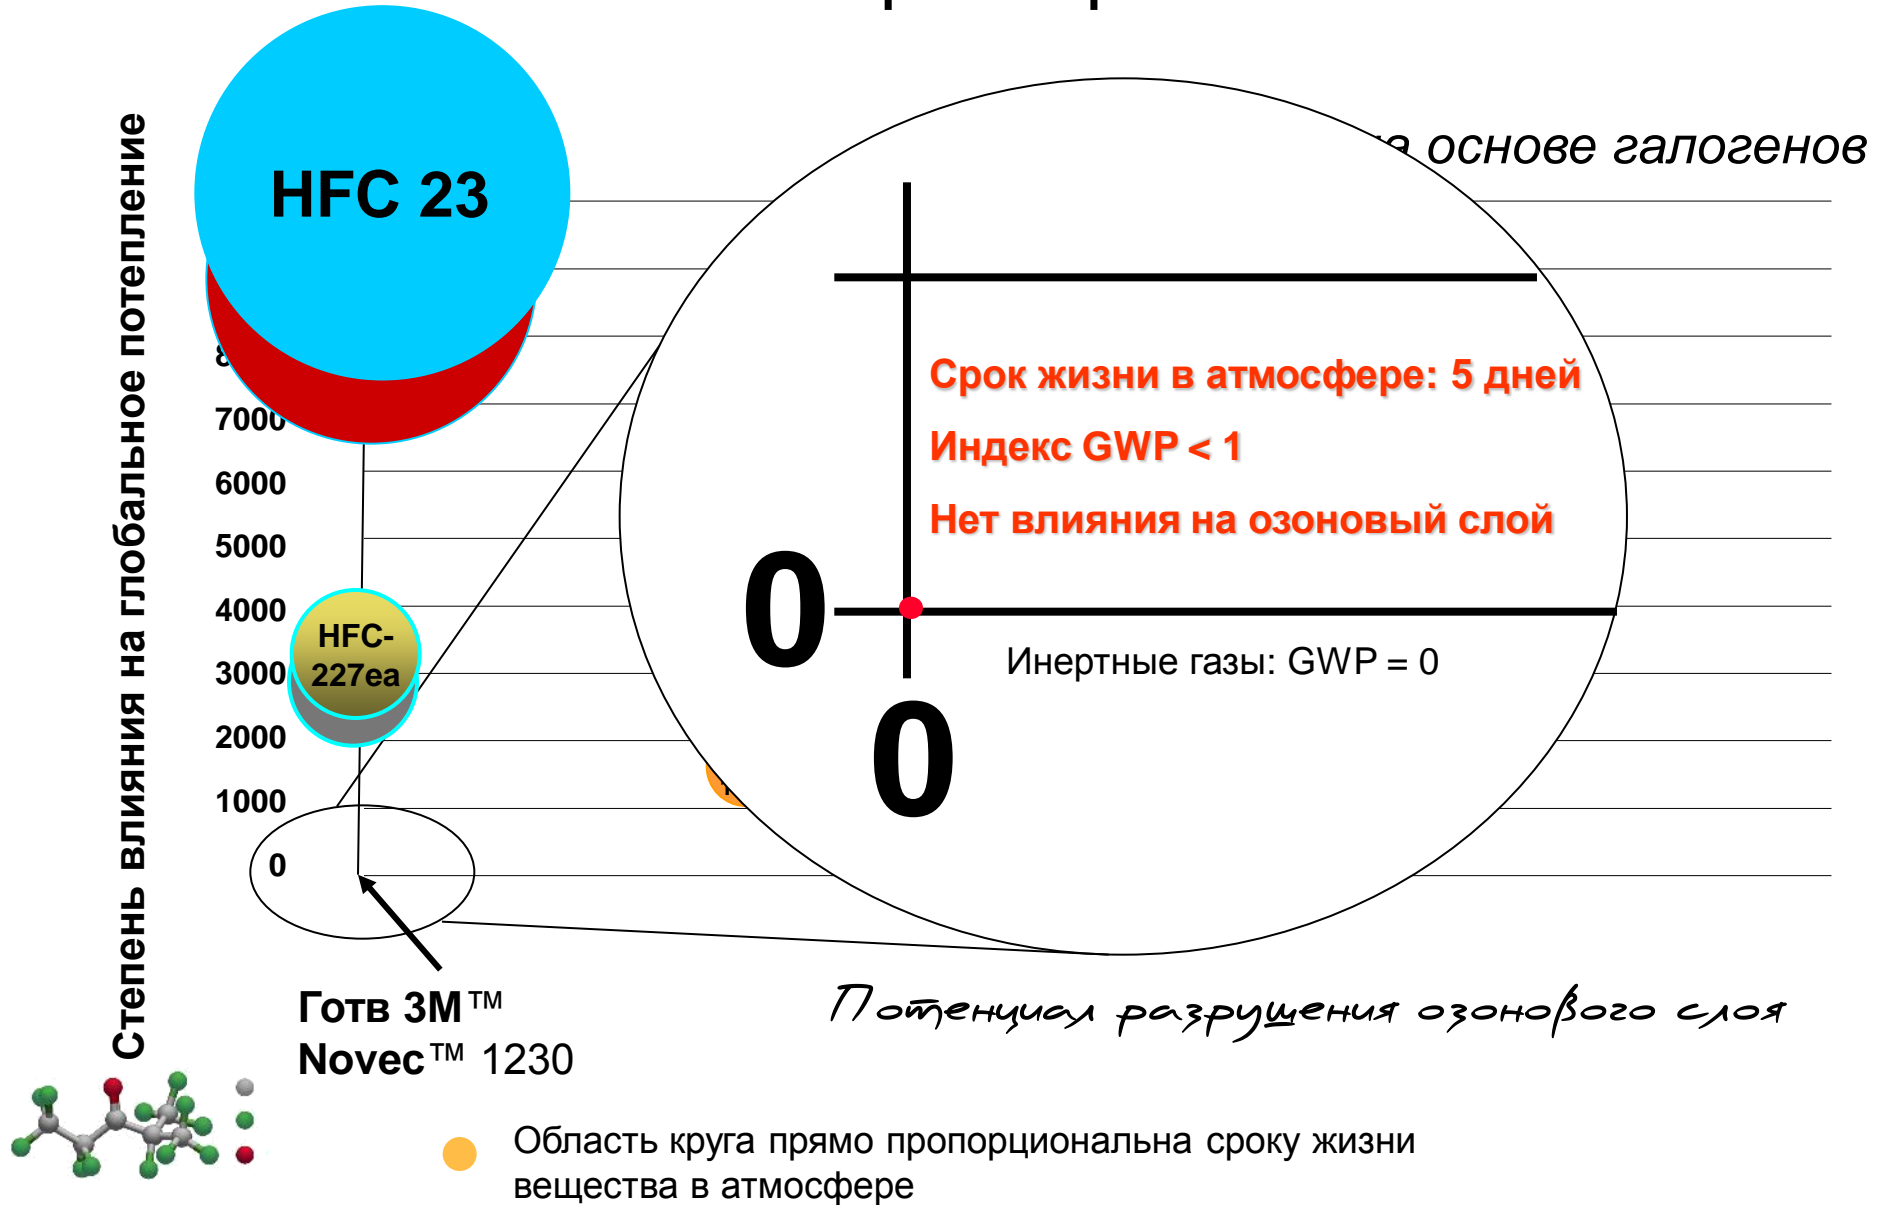 основе галогенов
HFC 23
Степень влияния на глобальное потепление
8
7000
6000
5000
4000
3000
2000
1000
0
HFC-
227ea
Срок жизни в атмосфере: 5 дней
Индекс GWP < 1
Нет влияния на озоновый слой
0
Инертные газы: GWP = 0
0
Готв 3M™
Novec™ 1230
Потенциал разрушения озонового слоя
Область круга прямо пропорциональна сроку жизни
вещества в атмосфере